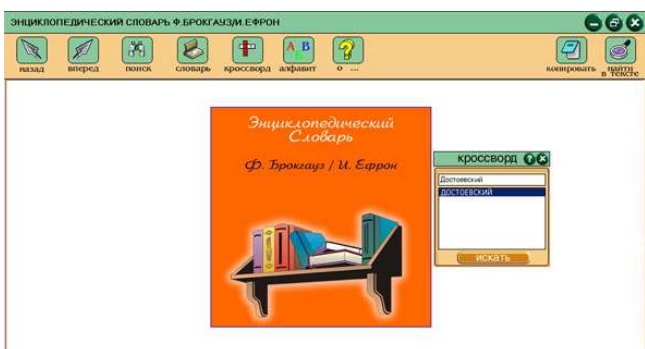 ЭНЦИКЛОПЕДИЧЕСКИЙ СЛОВАРЬ Ф.БРОКГАУЗ/И.ЕФРОН
назад вперед поиск словарь кроссворд алфавит о ... копировать найти в тексте
Энциклопедический
Словарь
Ф. Брокгауз / И. Ефрон
кроссворд
Достоевский
ДОСТОЕВСКИЙ
искать